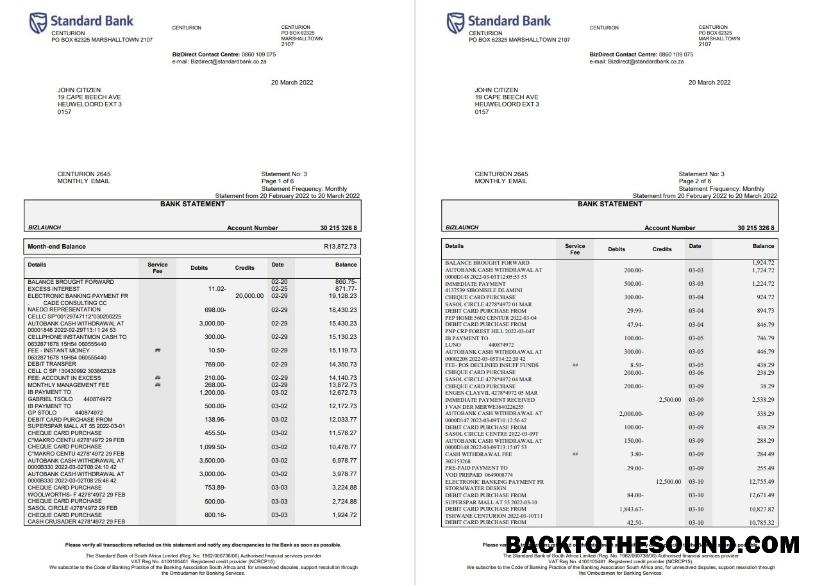 Standard Bank
CENTURION
PO BOX 62325 MARSHALLTOWN 2107
CENTURION
CENTURION
PO BOX 62325
MARSHALLTOWN
2107
BizDirect Contact Centre: 0860 109 075
e-mail: Bizdirect@standardbank.co.za
20 March 2022
JOHN CITIZEN
19 CAPE BEECH AVE
HEUWELOORD EXT 3
0157
CENTURION 2645
MONTHLY EMAIL
Statement No: 3
Page 1 of 6
Statement Frequency: Monthly
Statement from 20 February 2022 to 20 March 2022
BANK STATEMENT
BIZLAUNCH Account Number 30 215 326 8
Month-end Balance R13,872.73
Details Service Fee Debits Credits Date Balance
BALANCE BROUGHT FORWARD 02-20 860.75-
EXCESS INTEREST 11.02- 02-25 871.77-
ELECTRONIC BANKING PAYMENT FR 20,000.00 02-29 19,128.23
CADE CONSULTING CC
NAEDO REPRESENTATION 698.00- 02-29 18,430.23
CELLC SP*00129747112*030200225
AUTOBANK CASH WITHDRAWAL AT 3,000.00- 02-29 15,430.23
00001846 2022-02-29T13:11:24 53
CELLPHONE INSTANTMON CASH TO 300.00- 02-29 15,130.23
0632871678 15H54 060555440
FEE - INSTANT MONEY ## 10.50- 02-29 15,119.73
0632871678 15H54 060555440
DEBIT TRANSFER 769.00- 02-29 14,350.73
CELL C SP 130430992 303862328
FEE: ACCOUNT IN EXCESS ## 210.00- 02-29 14,140.73
MONTHLY MANAGEMENT FEE ## 268.00- 02-29 13,872.73
IB PAYMENT TO 1,200.00- 03-02 12,672.73
GABRIEL TSOLO 440874972
IB PAYMENT TO 500.00- 03-02 12,172.73
GP STOLO 440874972
DEBIT CARD PURCHASE FROM 138.96- 03-02 12,033.77
SUPERSPAR MALL AT 55 2022-03-01
CHEQUE CARD PURCHASE 455.50- 03-02 11,578.27
C*MAKRO CENTU 4278*4972 29 FEB
CHEQUE CARD PURCHASE 1,099.50- 03-02 10,478.77
C*MAKRO CENTU 4278*4972 29 FEB
AUTOBANK CASH WITHDRAWAL AT 3,500.00- 03-02 6,978.77
0000B330 2022-03-02T08:24:10 42
AUTOBANK CASH WITHDRAWAL AT 3,000.00- 03-02 3,978.77
0000B330 2022-03-02T08:25:46 42
CHEQUE CARD PURCHASE 753.89- 03-03 3,224.88
WOOLWORTHS- F 4278*4972 29 FEB
CHEQUE CARD PURCHASE 500.00- 03-03 2,724.88
SASOL CIRCLE 4278*4972 29 FEB
CHEQUE CARD PURCHASE 800.16- 03-03 1,924.72
CASH CRUSADER 4278*4972 29 FEB
Please verify all transactions reflected on this statement and notify any discrepancies to the Bank as soon as possible.
The Standard Bank of South Africa Limited (Reg. No. 1962/000738/06) Authorised financial services provider
VAT Reg No. 4100105461 Registered credit provider (NCRCP15).
We subscribe to the Code of Banking Practice of the Banking Association South Africa and, for unresolved disputes, support resolution through
the Ombudsman for Banking Services.
Standard Bank
CENTURION
PO BOX 62325 MARSHALLTOWN 2107
CENTURION
CENTURION
PO BOX 62325
MARSHALLTOWN
2107
BizDirect Contact Centre: 0860 109 075
e-mail: Bizdirect@standardbank.co.za
20 March 2022
JOHN CITIZEN
19 CAPE BEECH AVE
HEUWELOORD EXT 3
0157
CENTURION 2645
MONTHLY EMAIL
Statement No: 3
Page 2 of 6
Statement Frequency: Monthly
Statement from 20 February 2022 to 20 March 2022
BANK STATEMENT
BIZLAUNCH Account Number 30 215 326 8
Details Service Fee Debits Credits Date Balance
BALANCE BROUGHT FORWARD 1,924.72
AUTOBANK CASH WITHDRAWAL AT 200.00- 03-03 1,724.72
0000D148 2022-03-03T12:05:53 53
IMMEDIATE PAYMENT 500.00- 03-03 1,224.72
4137539 SIBONISILE DLAMINI
CHEQUE CARD PURCHASE 300.00- 03-04 924.72
SASOL CIRCLE 4278*4972 01 MAR
DEBIT CARD PURCHASE FROM 29.99- 03-04 894.73
PEP HOME 5602 CENTUR 2022-03-04
DEBIT CARD PURCHASE FROM 47.94- 03-04 846.79
PNP CRP FOREST HILL 2022-03-04T
IB PAYMENT TO 100.00- 03-05 746.79
LUNO 440874972
AUTOBANK CASH WITHDRAWAL AT 300.00- 03-05 446.79
00002208 2022-03-05T14:22:20 42
FEE- POS DECLINED INSUFF FUNDS ## 8.50- 03-05 438.29
CHEQUE CARD PURCHASE 200.00- 03-06 238.29
SASOL CIRCLE 4278*4972 04 MAR
CHEQUE CARD PURCHASE 200.00- 03-09 38.29
ENGEN CLASSVIL 4278*4972 05 MAR
IMMEDIATE PAYMENT RECEIVED 2,500.00 03-09 2,538.29
J VAN DER MERWE
AUTOBANK CASH WITHDRAWAL AT 2,000.00- 03-09 538.29
DEBIT CARD PURCHASE FROM 100.00- 03-09 438.29
SASOL CIRCLE CENTRE 2022-03-09T
AUTOBANK CASH WITHDRAWAL AT 150.00- 03-09 288.29
0000D148 2022-03-09T13:15:07 53
CASH WITHDRAWAL FEE ## 3.80- 03-09 284.49
302153268
PRE-PAID PAYMENT TO 29.00- 03-09 255.49
VOD PREPAID 0649008774
ELECTRONIC BANKING PAYMENT FR 12,500.00 03-10 12,755.49
STORMWATER DESIGN
DEBIT CARD PURCHASE FROM 84.00- 03-10 12,671.49
SUPERSPAR MALL AT 55 2022-03-10
DEBIT CARD PURCHASE FROM 1,843.67- 03-10 10,827.82
TSHWANE CENTURION 2022-03-10T11
DEBIT CARD PURCHASE FROM 42.50- 03-10 10,785.32
BACKTOTHESOUND.COM
The Standard Bank of South Africa Limited (Reg. No. 1962/000738/06) Authorised financial services provider
VAT Reg No. 4100105461 Registered credit provider (NCRCP15).
We subscribe to the Code of Banking Practice of the Banking Association South Africa and, for unresolved disputes, support resolution through
the Ombudsman for Banking Services.